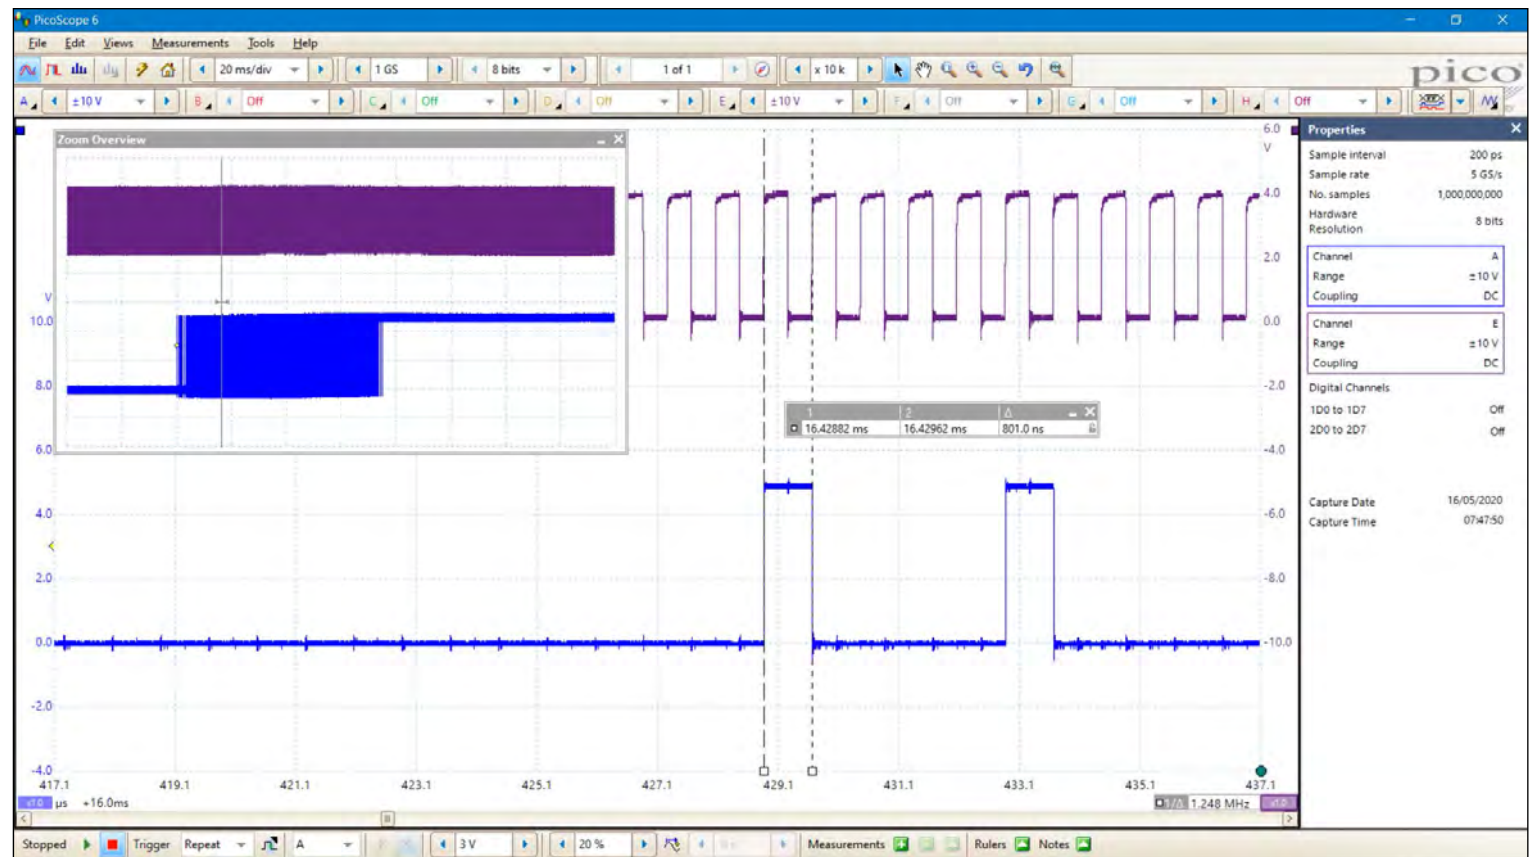 PicoScope 6
File Edit Views Measurements Tools Help
20 ms/div 1 GS 8 bits 1 of 1 x 10 k
pico
A ±10 V B Off C Off D Off E ±10 V F Off G Off H Off
Zoom Overview
6.0
V
4.0
2.0
0.0
-2.0
-4.0
-6.0
-8.0
-10.0
V
10.0
8.0
6.0
4.0
2.0
0.0
-2.0
-4.0
1 2 Δ
16.42882 ms 16.42962 ms 801.0 ns
417.1 419.1 421.1 423.1 425.1 427.1 429.1 431.1 433.1 435.1 437.1
x1.0 µs +16.0ms
1/Δ 1.248 MHz x1.0
Properties
Sample interval 200 ps
Sample rate 5 GS/s
No. samples 1,000,000,000
Hardware
Resolution 8 bits
Channel A
Range ±10 V
Coupling DC
Channel E
Range ±10 V
Coupling DC
Digital Channels
1D0 to 1D7 Off
2D0 to 2D7 Off
Capture Date 16/05/2020
Capture Time 07:47:50
Stopped Trigger Repeat A 3 V 20 % Measurements Rulers Notes